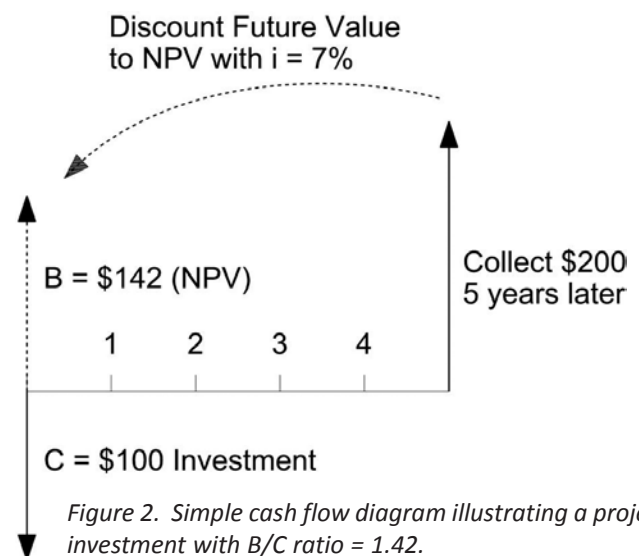 Discount Future Value
to NPV with i = 7%
B = $142 (NPV)
Collect $200
5 years later
1 2 3 4
C = $100 Investment
Figure 2. Simple cash flow diagram illustrating a proje
investment with B/C ratio = 1.42.